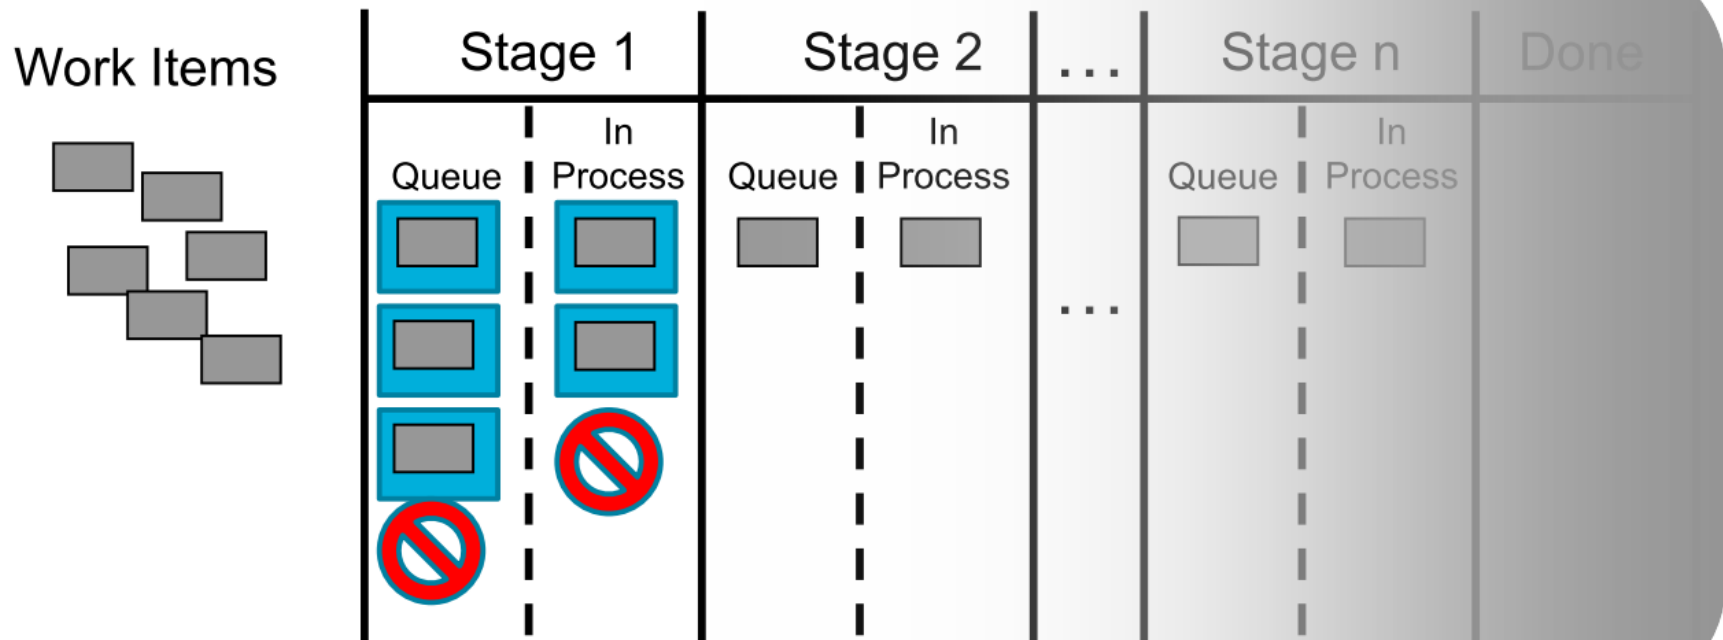 Work Items
Stage 1
Stage 2
...
Stage n
Done
Queue
In
Process
Queue
In
Process
Queue
In
Process
...